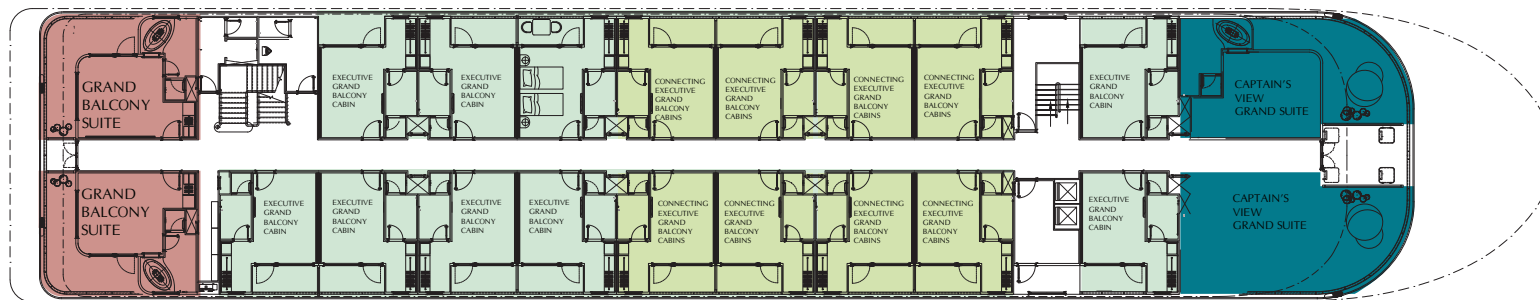 GRAND
BALCONY
SUITE
EXECUTIVE
GRAND
BALCONY
CABIN
EXECUTIVE
GRAND
BALCONY
CABIN
CONNECTING
EXECUTIVE
GRAND
BALCONY
CABINS
CONNECTING
EXECUTIVE
GRAND
BALCONY
CABINS
CONNECTING
EXECUTIVE
GRAND
BALCONY
CABINS
CONNECTING
EXECUTIVE
GRAND
BALCONY
CABINS
EXECUTIVE
GRAND
BALCONY
CABIN
CAPTAIN'S
VIEW
GRAND SUITE
GRAND
BALCONY
SUITE
EXECUTIVE
GRAND
BALCONY
CABIN
EXECUTIVE
GRAND
BALCONY
CABIN
EXECUTIVE
GRAND
BALCONY
CABIN
EXECUTIVE
GRAND
BALCONY
CABIN
CONNECTING
EXECUTIVE
GRAND
BALCONY
CABINS
CONNECTING
EXECUTIVE
GRAND
BALCONY
CABINS
CONNECTING
EXECUTIVE
GRAND
BALCONY
CABINS
CONNECTING
EXECUTIVE
GRAND
BALCONY
CABINS
EXECUTIVE
GRAND
BALCONY
CABIN
CAPTAIN'S
VIEW
GRAND SUITE